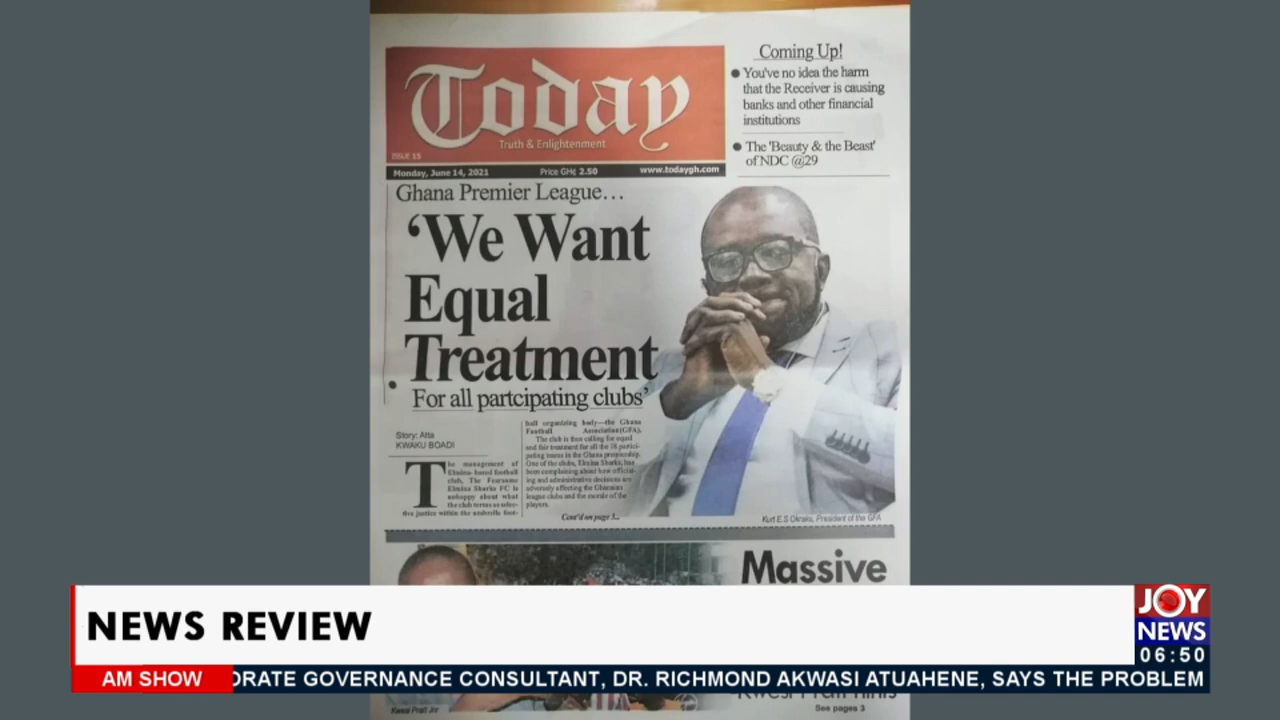 Today
Truth & Enlightenment
ISSUE 15
Monday, June 14, 2021 Price GH¢ 2.50 www.todaygh.com
Coming Up!
You've no idea the harm
that the Receiver is causing
banks and other financial
institutions
The 'Beauty & the Beast'
of NDC @29
Ghana Premier League…
‘We Want
Equal
Treatment
For all partcipating clubs’
Story: Atta
KWAKU BOADI
The management of
Elmina-based football
club, The Fearsome
Elmina Sharks FC is
unhappy about what
the club terms as selec-
tive justice within the umbrella foot-
ball organizing body—the Ghana
Football Association(GFA).
The club is thus calling for equal
and fair treatment for all the 18 partici-
pating teams in the Ghana premiership.
One of the clubs, Elmina Sharks, has
been complaining about how officiat-
ing and administrative decisions are
adversely affecting the Ghanaian
league clubs and the morale of the
players.
Cont'd on page 3...
Kurt E.S Okraku, President of the GFA
Massive
Kwesi Pratt Jnr
See pages 3
NEWS REVIEW
JOY
NEWS
06:50
AM SHOW
ORATE GOVERNANCE CONSULTANT, DR. RICHMOND AKWASI ATUAHENE, SAYS THE PROBLEM